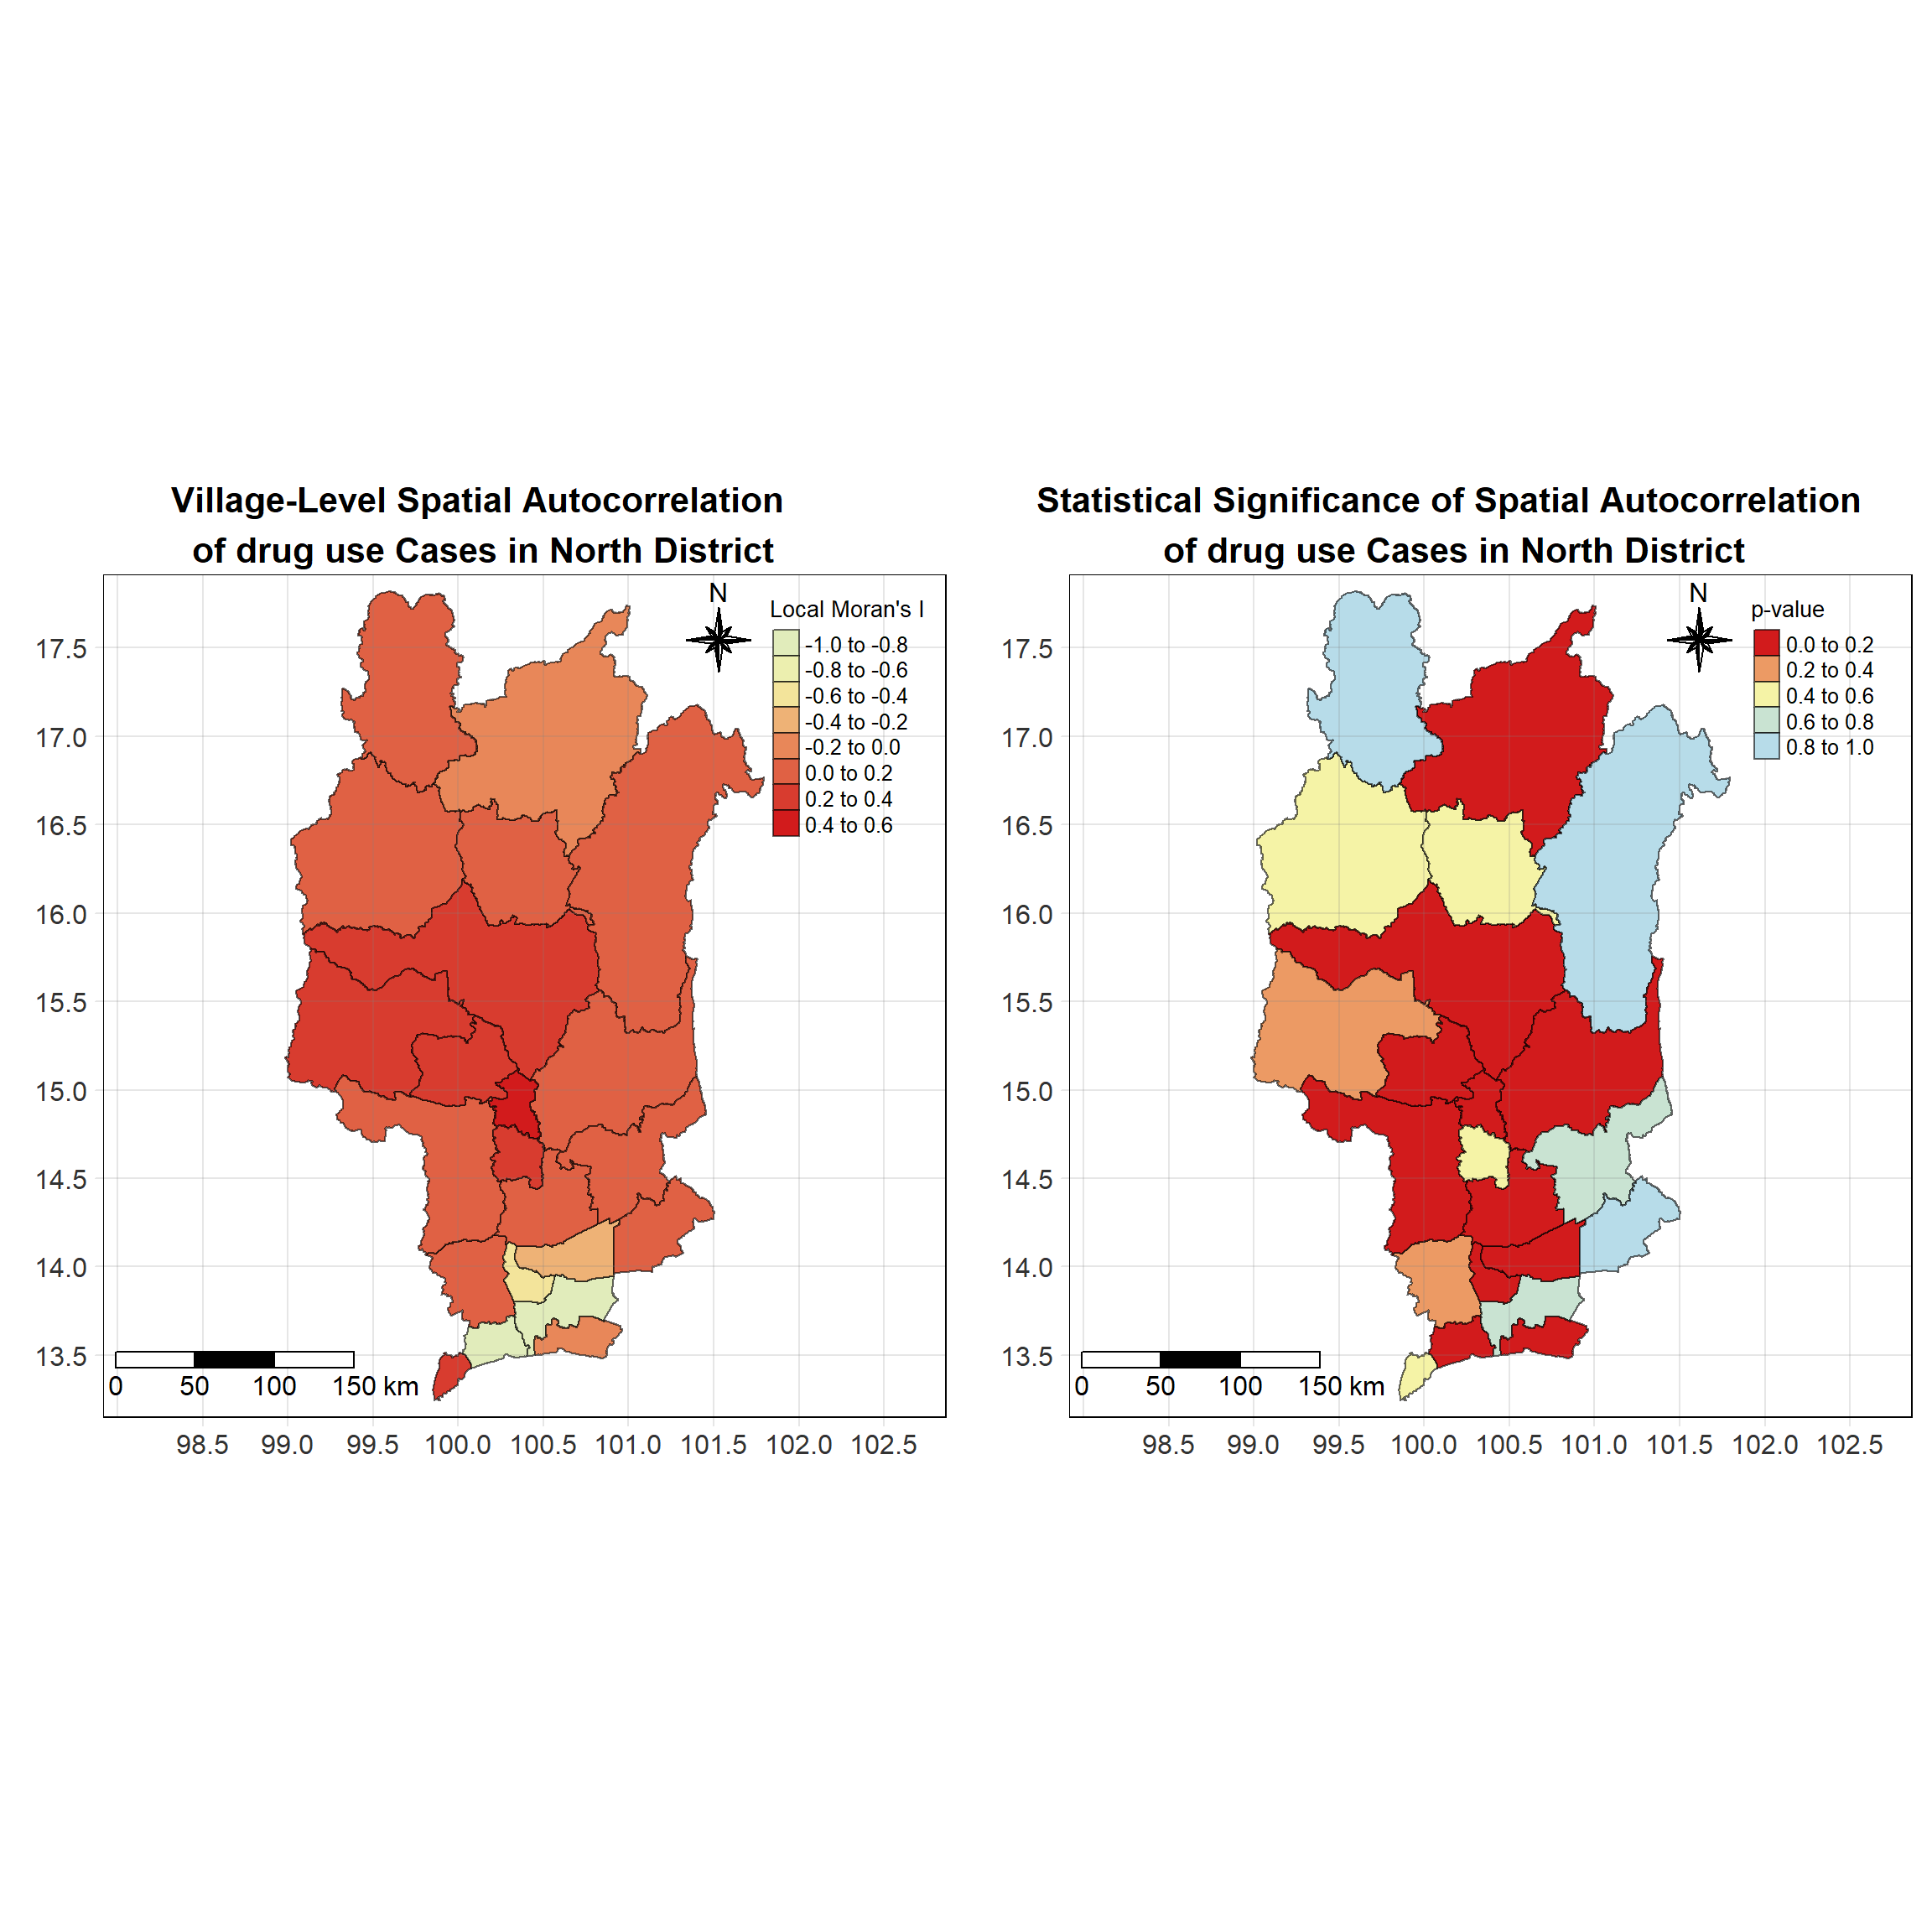 Village-Level Spatial Autocorrelation
of drug use Cases in North District
N
Local Moran's I
-1.0 to -0.8
-0.8 to -0.6
-0.6 to -0.4
-0.4 to -0.2
-0.2 to 0.0
0.0 to 0.2
0.2 to 0.4
0.4 to 0.6
17.5
17.0
16.5
16.0
15.5
15.0
14.5
14.0
13.5
0 50 100 150 km
98.5 99.0 99.5 100.0 100.5 101.0 101.5 102.0 102.5
Statistical Significance of Spatial Autocorrelation
of drug use Cases in North District
N
p-value
0.0 to 0.2
0.2 to 0.4
0.4 to 0.6
0.6 to 0.8
0.8 to 1.0
17.5
17.0
16.5
16.0
15.5
15.0
14.5
14.0
13.5
0 50 100 150 km
98.5 99.0 99.5 100.0 100.5 101.0 101.5 102.0 102.5